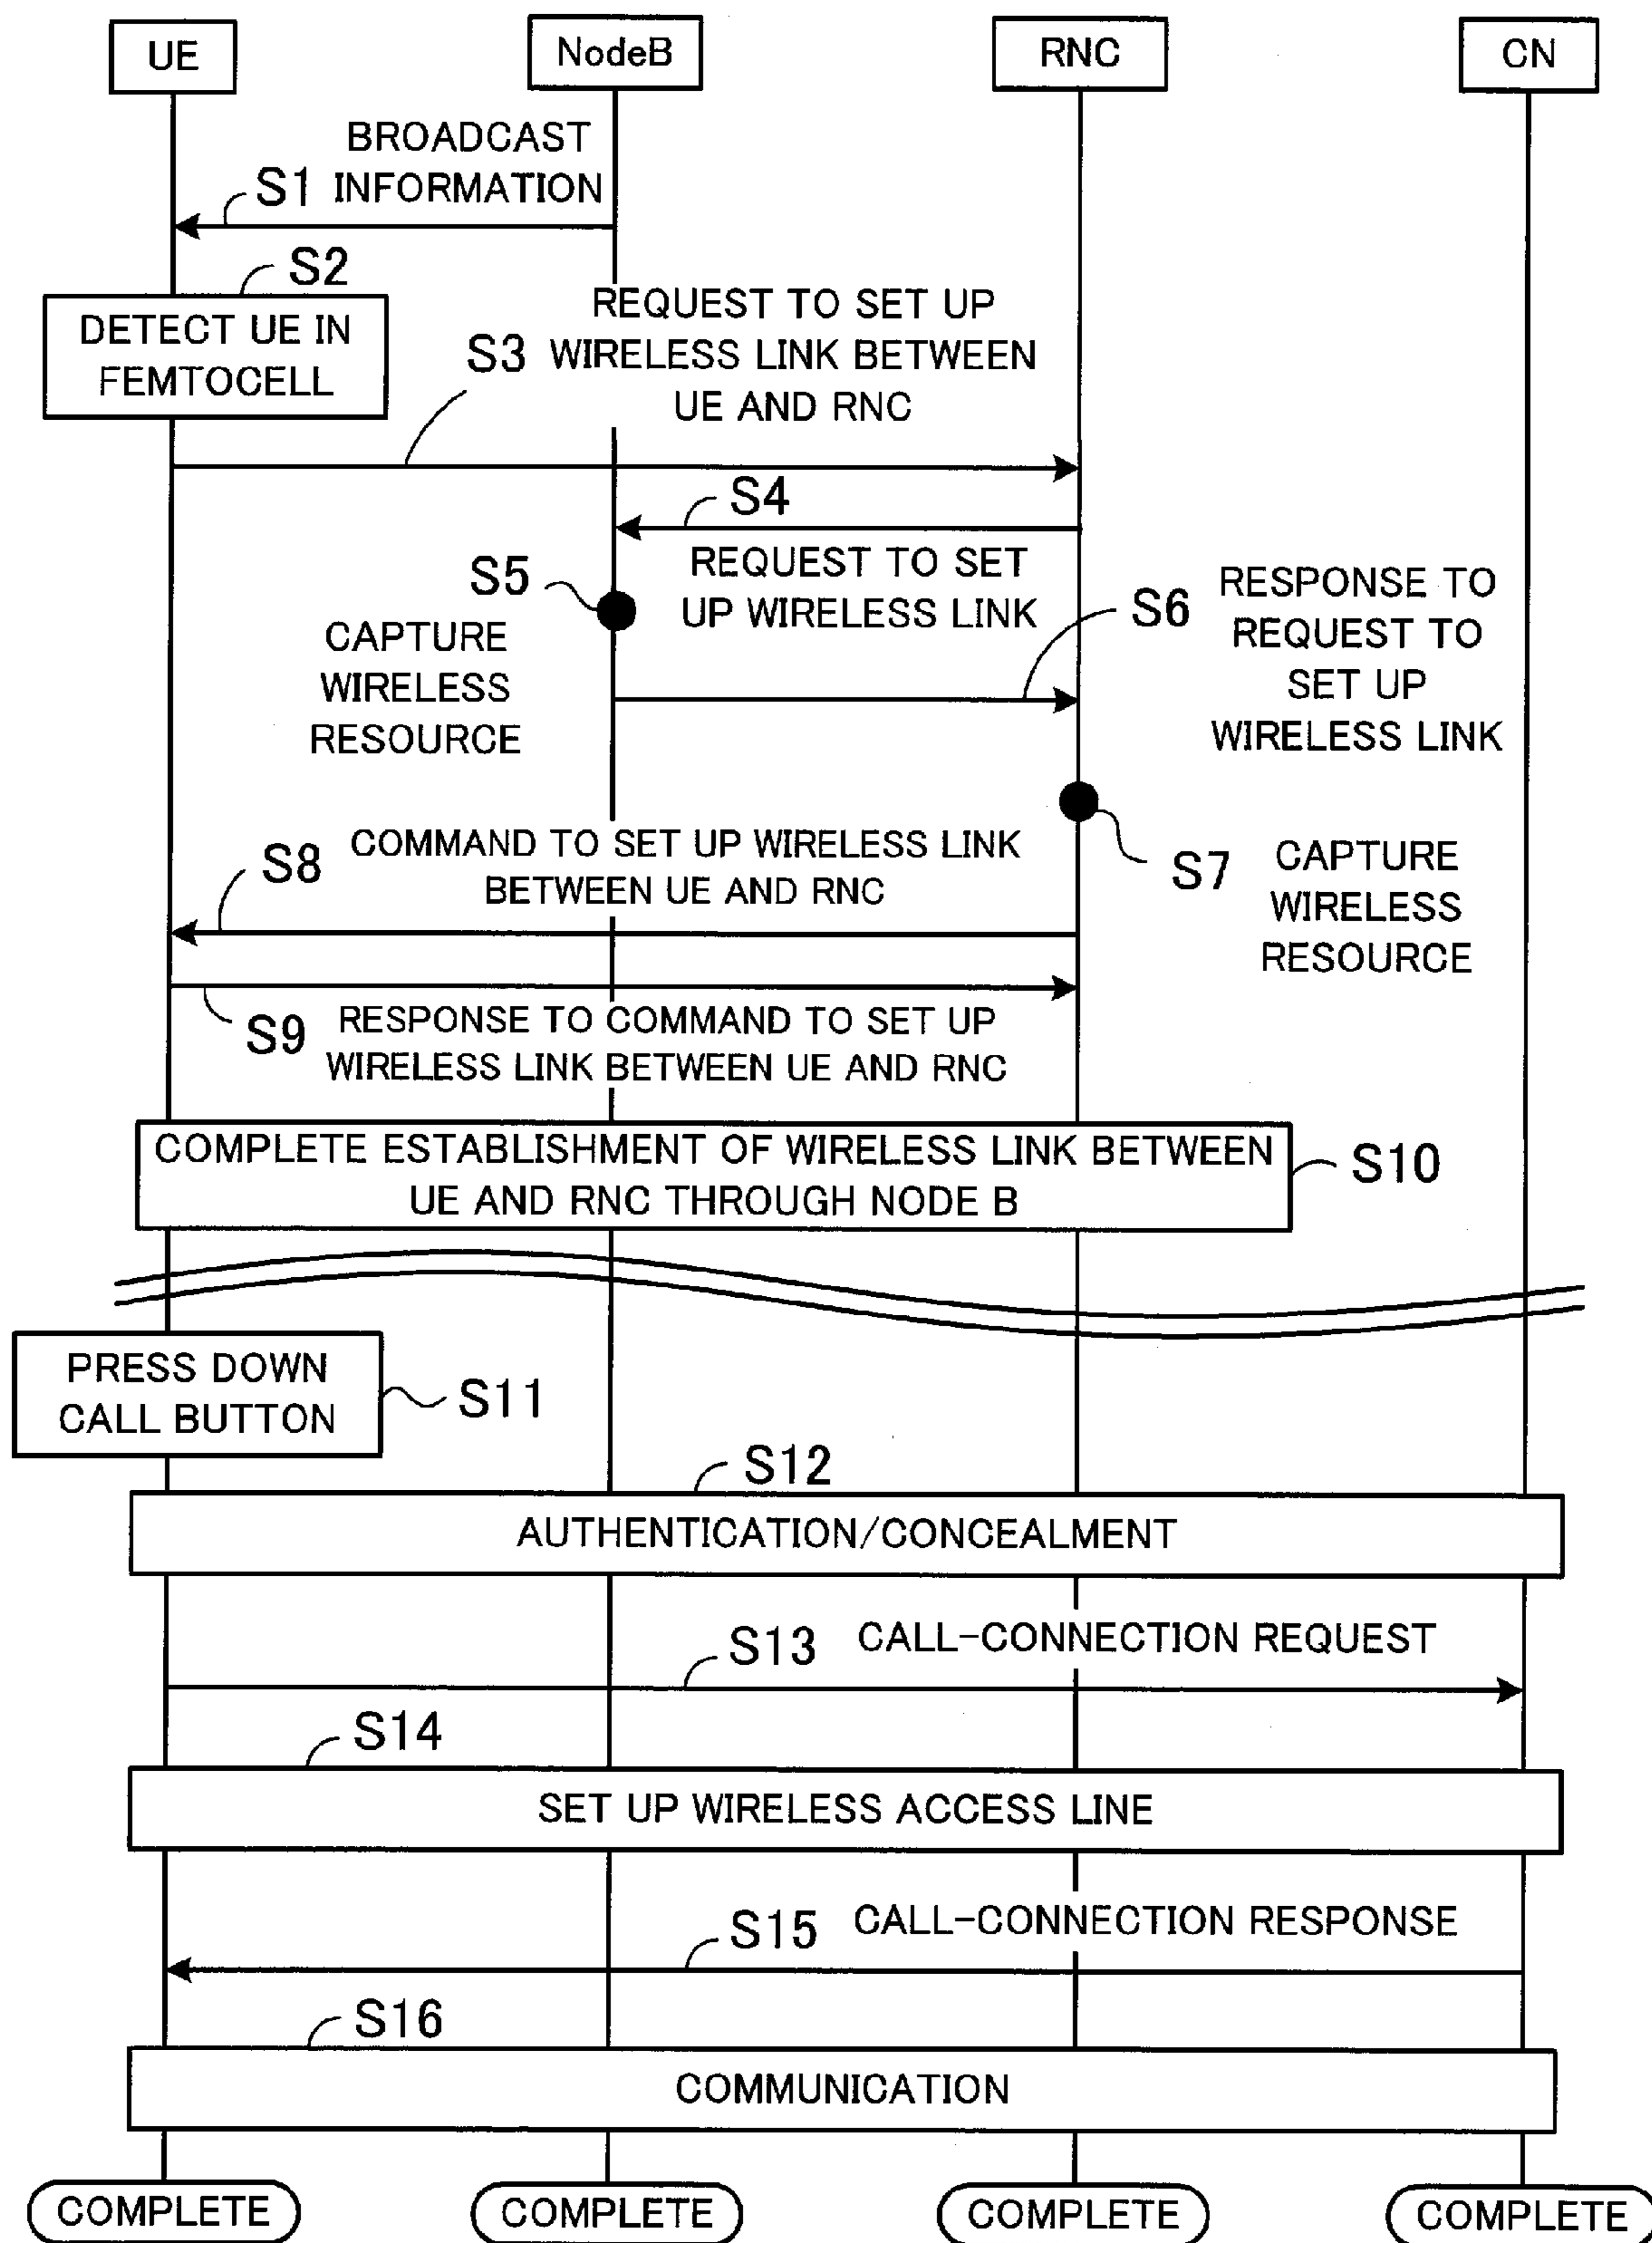 UE
NodeB
RNC
CN
BROADCAST
S1 INFORMATION
S2
DETECT UE IN
FEMTOCELL
REQUEST TO SET UP
S3 WIRELESS LINK BETWEEN
UE AND RNC
S4
REQUEST TO SET
UP WIRELESS LINK
S5
CAPTURE
WIRELESS
RESOURCE
S6
RESPONSE TO
REQUEST TO
SET UP
WIRELESS LINK
S7
CAPTURE
WIRELESS
RESOURCE
S8
COMMAND TO SET UP WIRELESS LINK
BETWEEN UE AND RNC
S9
RESPONSE TO COMMAND TO SET UP
WIRELESS LINK BETWEEN UE AND RNC
COMPLETE ESTABLISHMENT OF WIRELESS LINK BETWEEN
UE AND RNC THROUGH NODE B
S10
PRESS DOWN
CALL BUTTON
S11
S12
AUTHENTICATION/CONCEALMENT
S13
CALL-CONNECTION REQUEST
S14
SET UP WIRELESS ACCESS LINE
S15
CALL-CONNECTION RESPONSE
S16
COMMUNICATION
COMPLETE
COMPLETE
COMPLETE
COMPLETE